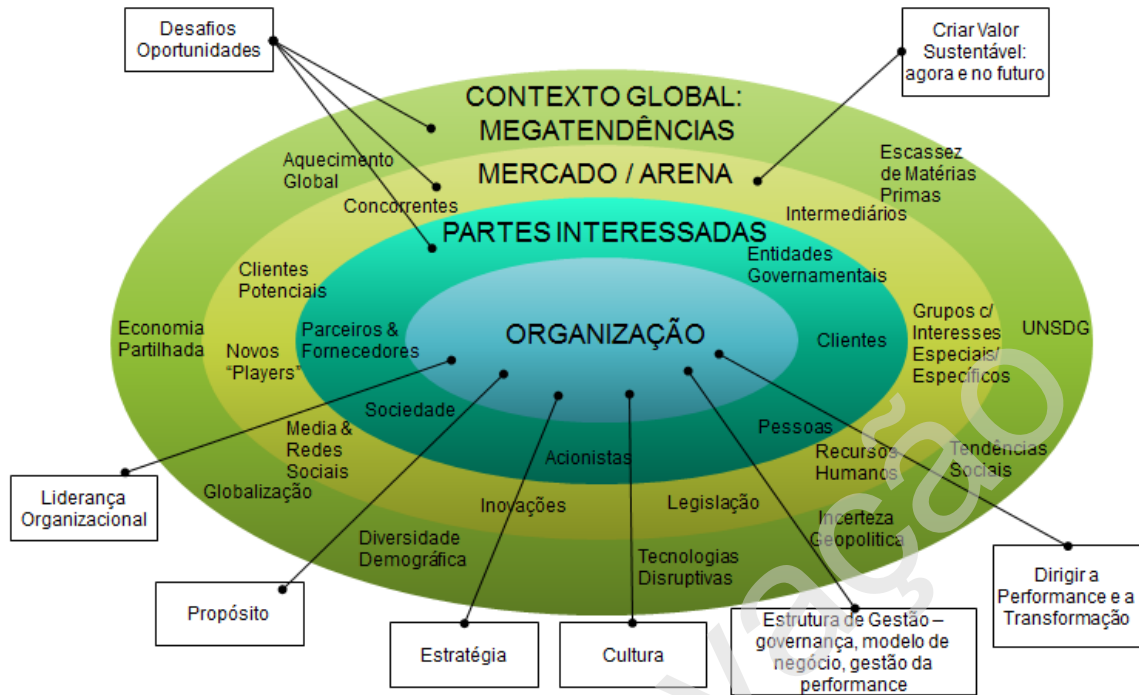 Desafios
Oportunidades
Criar Valor
Sustentável:
agora e no futuro
CONTEXTO GLOBAL:
MEGATENDÊNCIAS
Aquecimento
Global
Escassez
de Matérias
Primas
MERCADO / ARENA
Concorrentes
Intermediários
PARTES INTERESSADAS
Entidades
Governamentais
Clientes
Potenciais
Economia
Partilhada
Parceiros &
Fornecedores
ORGANIZAÇÃO
Clientes
Grupos c/
Interesses
Especiais/
Específicos
UNSDG
Novos
“Players”
Sociedade
Pessoas
Media &
Redes
Sociais
Acionistas
Recursos
Humanos
Tendências
Sociais
Globalização
Inovações
Legislação
Incerteza
Geopolitica
Diversidade
Demográfica
Tecnologias
Disruptivas
Liderança
Organizacional
Propósito
Estratégia
Cultura
Estrutura de Gestão –
governança, modelo de
negócio, gestão da
performance
Dirigir a
Performance e a
Transformação
vação